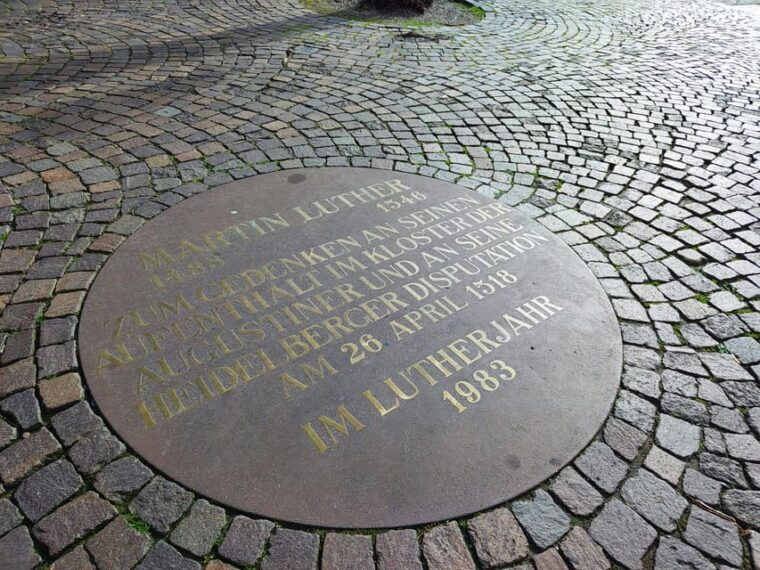 MARTIN LUTHER
1483 1546
ZUM GEDENKEN AN SEINEN
AUFENTHALT IM KLOSTER DER
AUGUSTINER UND AN SEINE
HEIDELBERGER DISPUTATION
AM 26 APRIL 1518
IM LUTHERJAHR
1983